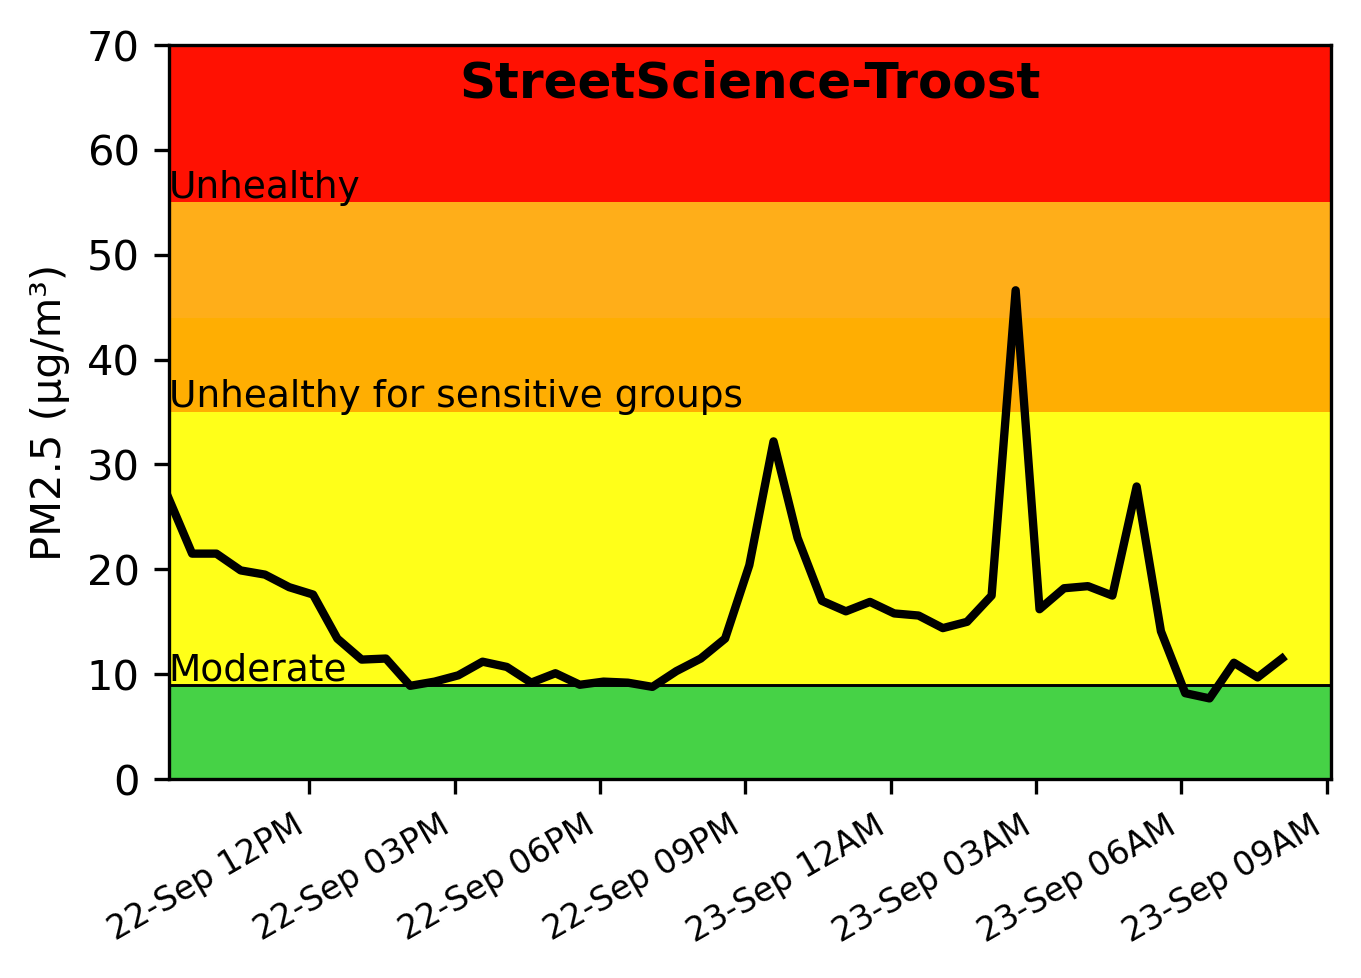 StreetScience-Troost
PM2.5 (µg/m³)
70
60
50
40
30
20
10
0
Unhealthy
Unhealthy for sensitive groups
Moderate
22-Sep 12PM
22-Sep 03PM
22-Sep 06PM
22-Sep 09PM
23-Sep 12AM
23-Sep 03AM
23-Sep 06AM
23-Sep 09AM